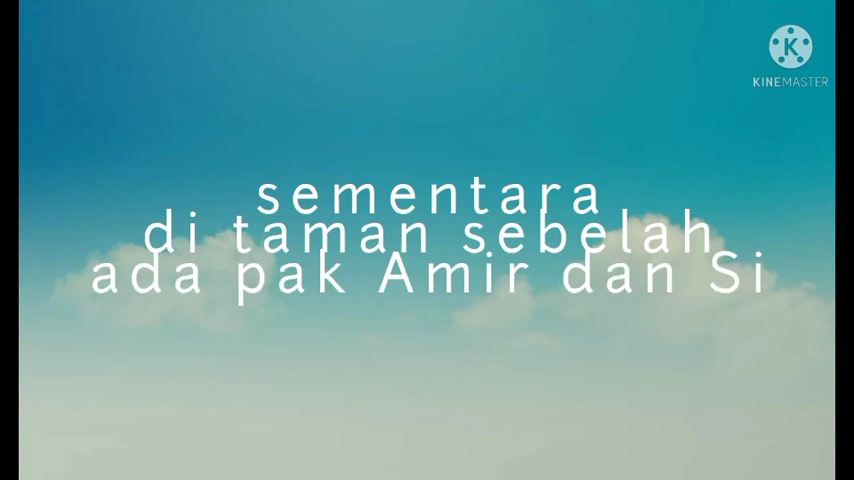 KINEMASTER
sementara
di taman sebelah
ada pak Amir dan Si